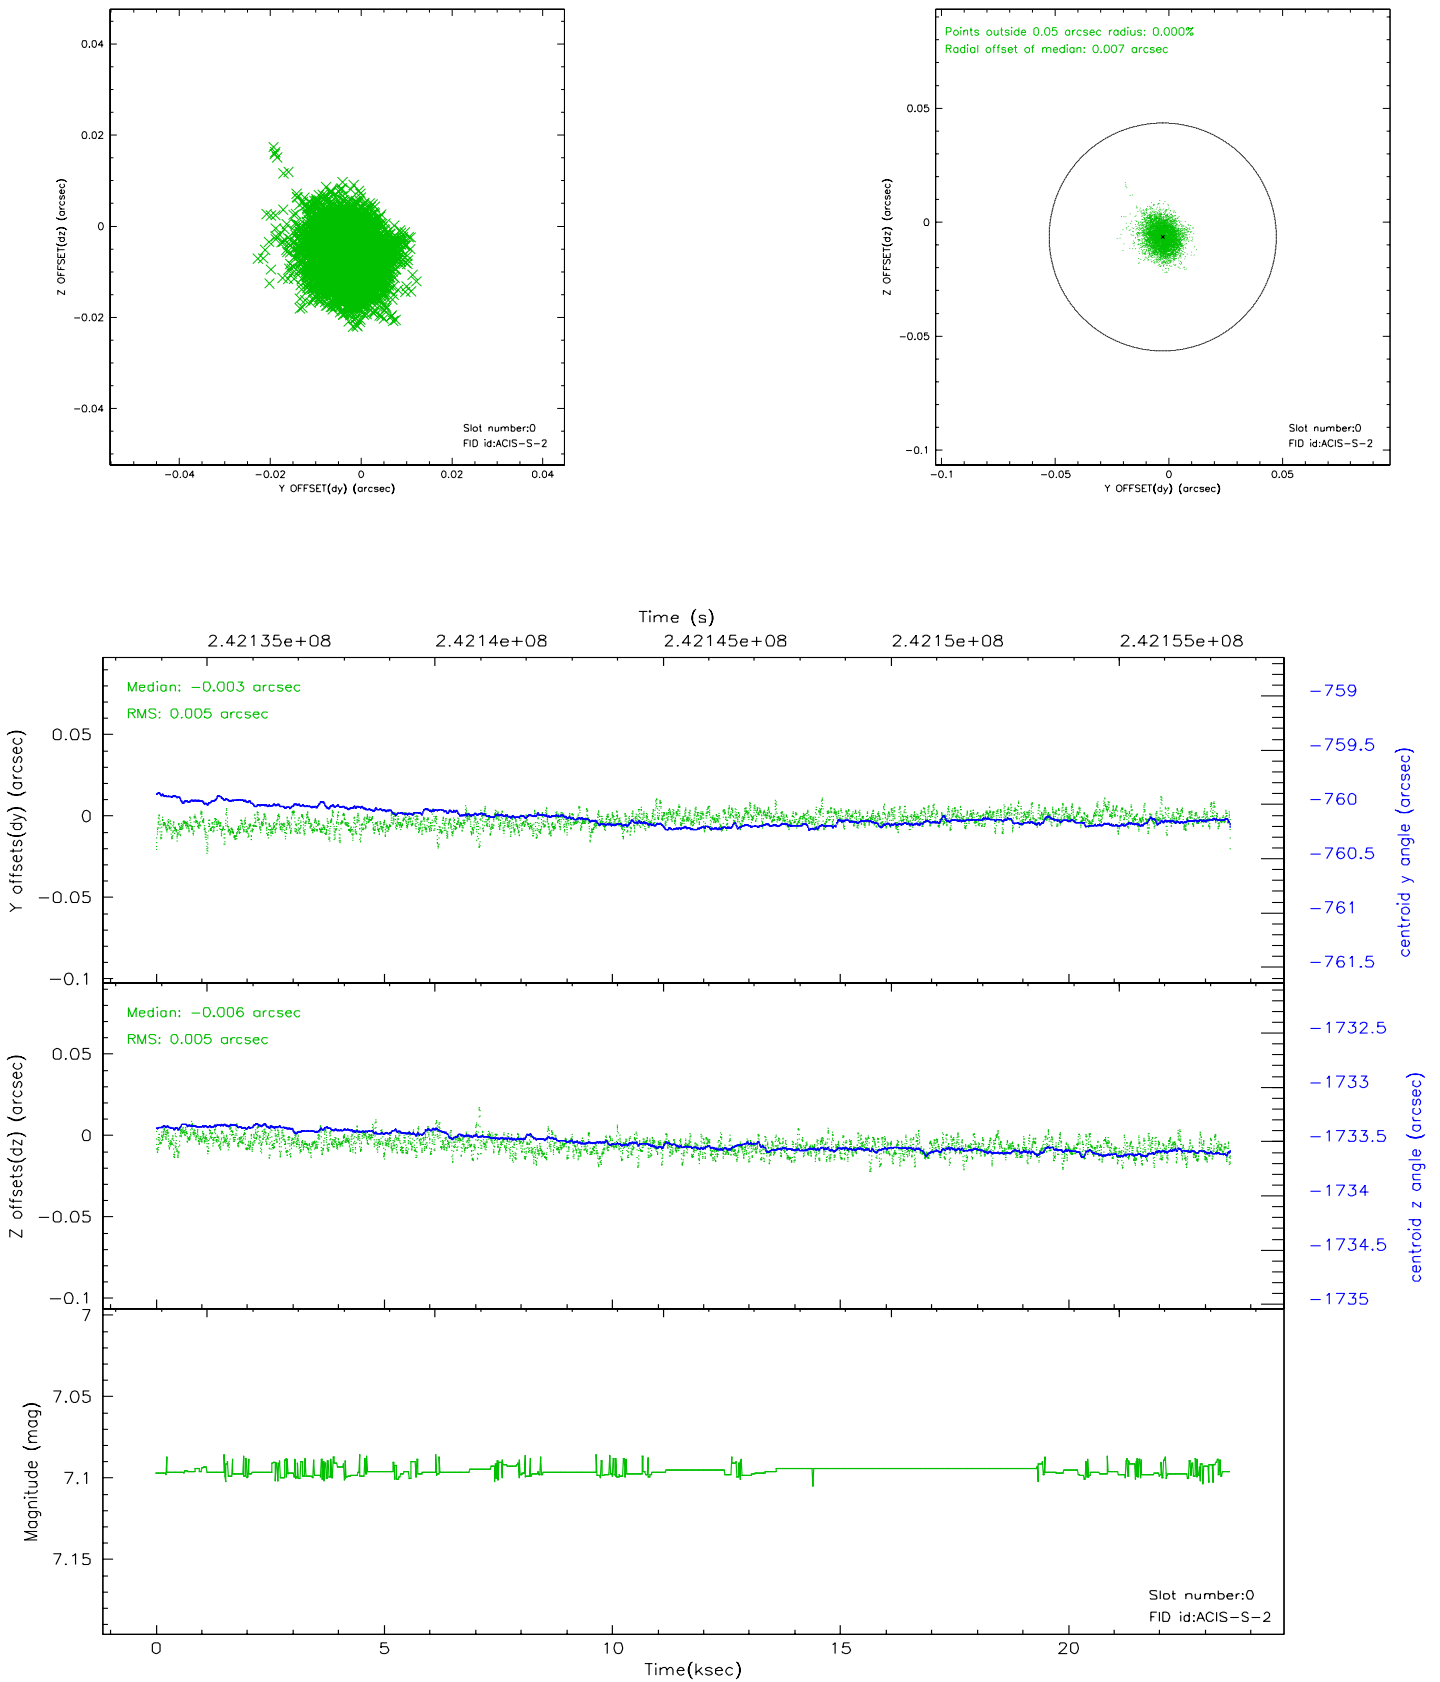 0.04
0.02
0
-0.02
-0.04
Z OFFSET(dz) (arcsec)
Slot number:0
FID id:ACIS-S-2
-0.04 -0.02 0 0.02 0.04
Y OFFSET(dy) (arcsec)
Points outside 0.05 arcsec radius: 0.000%
Radial offset of median: 0.007 arcsec
0.05
0
-0.05
-0.1
Z OFFSET(dz) (arcsec)
Slot number:0
FID id:ACIS-S-2
-0.1 -0.05 0 0.05
Y OFFSET(dy) (arcsec)
Time (s)
2.42135e+08 2.4214e+08 2.42145e+08 2.4215e+08 2.42155e+08
Median: -0.003 arcsec
RMS: 0.005 arcsec
0.05
0
-0.05
-0.1
Y offsets(dy) (arcsec)
-759
-759.5
-760
-760.5
-761
-761.5
centroid y angle (arcsec)
Median: -0.006 arcsec
RMS: 0.005 arcsec
0.05
0
-0.05
-0.1
Z offsets(dz) (arcsec)
-1732.5
-1733
-1733.5
-1734
-1734.5
-1735
centroid z angle (arcsec)
7
7.05
7.1
7.15
Magnitude (mag)
Slot number:0
FID id:ACIS-S-2
0 5 10 15 20
Time(ksec)